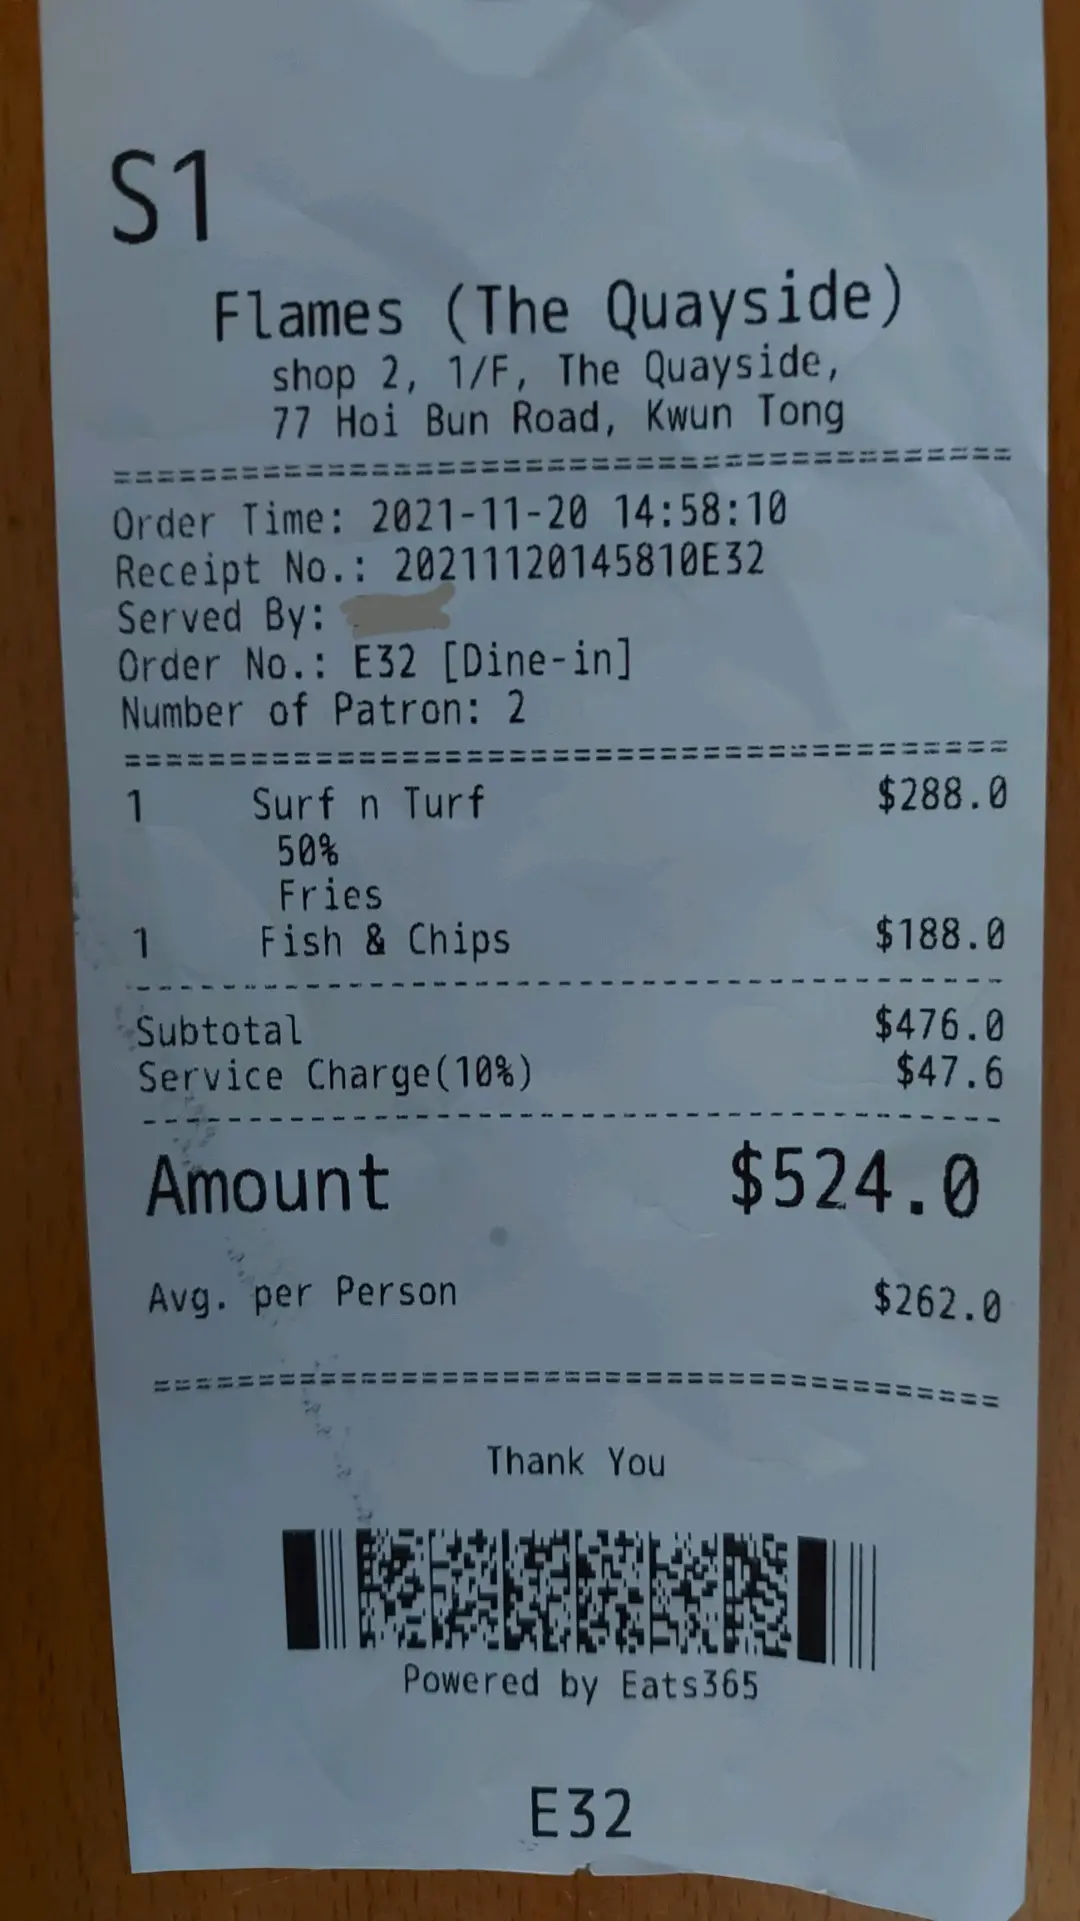 S1
Flames (The Quayside)
shop 2, 1/F, The Quayside,
77 Hoi Bun Road, Kwun Tong
==========================================
Order Time: 2021-11-20 14:58:10
Receipt No.: 20211120145810E32
Served By:
Order No.: E32 [Dine-in]
Number of Patron: 2
==========================================
1 Surf n Turf $288.0
50%
Fries
1 Fish & Chips $188.0
------------------------------------------
Subtotal $476.0
Service Charge(10%) $47.6
------------------------------------------
Amount $524.0
Avg. per Person $262.0
==========================================
Thank You
Powered by Eats365
E32